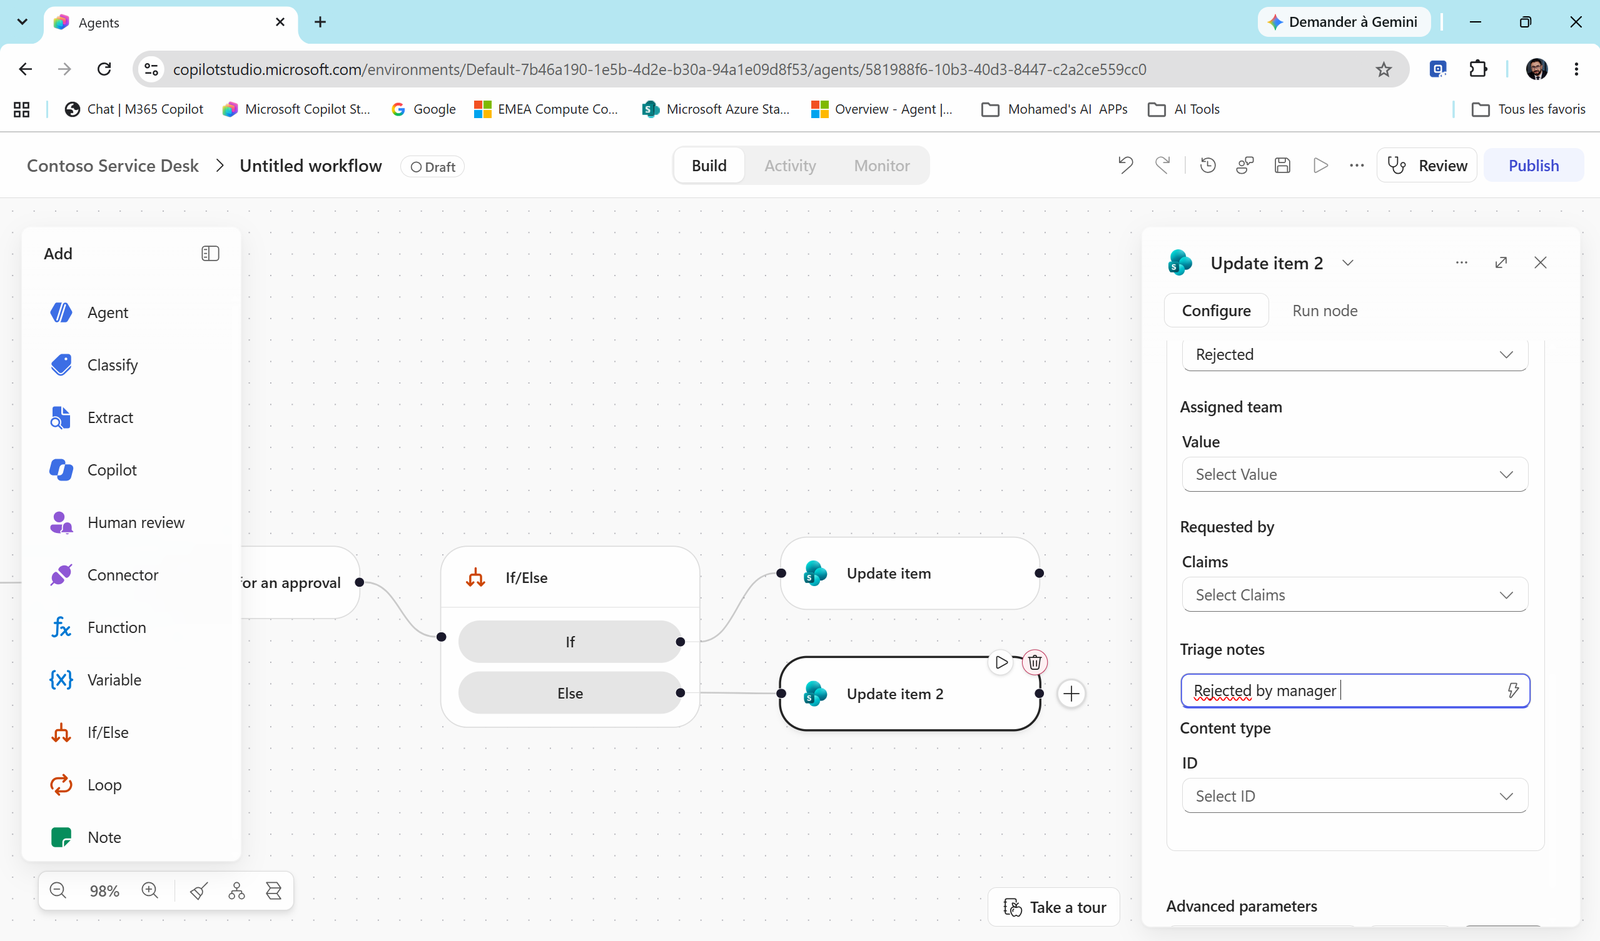 Agents
Demander à Gemini
copilotstudio.microsoft.com/environments/Default-7b46a190-1e5b-4d2e-b30a-94a1e09d8f53/agents/581988f6-10b3-40d3-8447-c2a2ce559cc0
Chat | M365 Copilot
Microsoft Copilot St...
Google
EMEA Compute Co...
Microsoft Azure Sta...
Overview - Agent |...
Mohamed's AI APPs
AI Tools
Tous les favoris
Contoso Service Desk
Untitled workflow
Draft
Build
Activity
Monitor
Review
Publish
Add
Agent
Classify
Extract
Copilot
Human review
Connector
Function
Variable
If/Else
Loop
Note
98%
for an approval
If/Else
If
Else
Update item
Update item 2
Take a tour
Update item 2
Configure
Run node
Rejected
Assigned team
Value
Select Value
Requested by
Claims
Select Claims
Triage notes
Rejected by manager
Content type
ID
Select ID
Advanced parameters